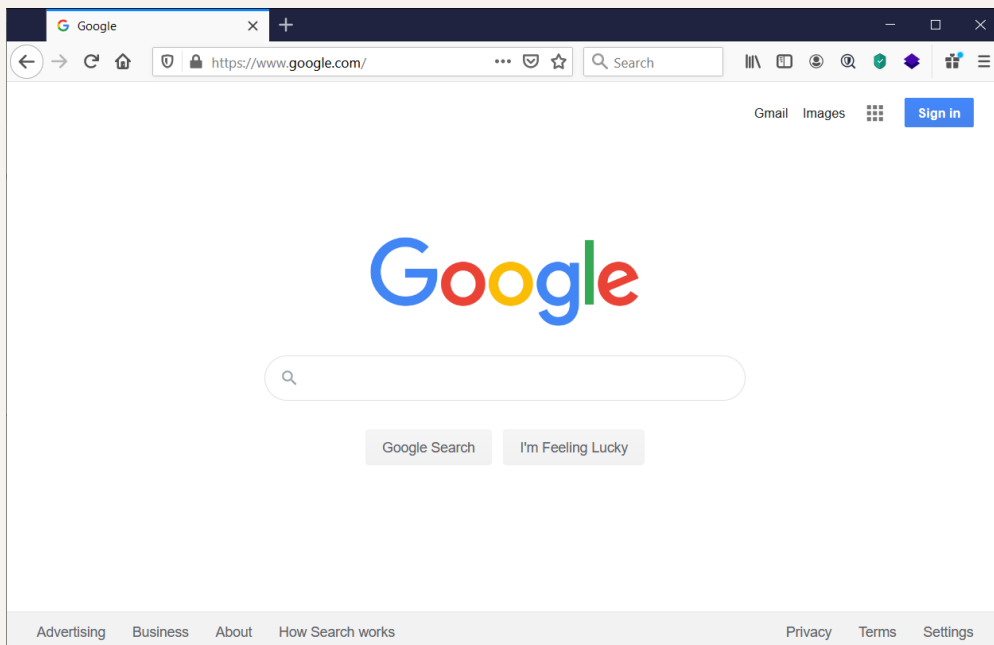 Google
https://www.google.com/
Search
Gmail Images Sign in
Google
Google Search I'm Feeling Lucky
Advertising Business About How Search works Privacy Terms Settings